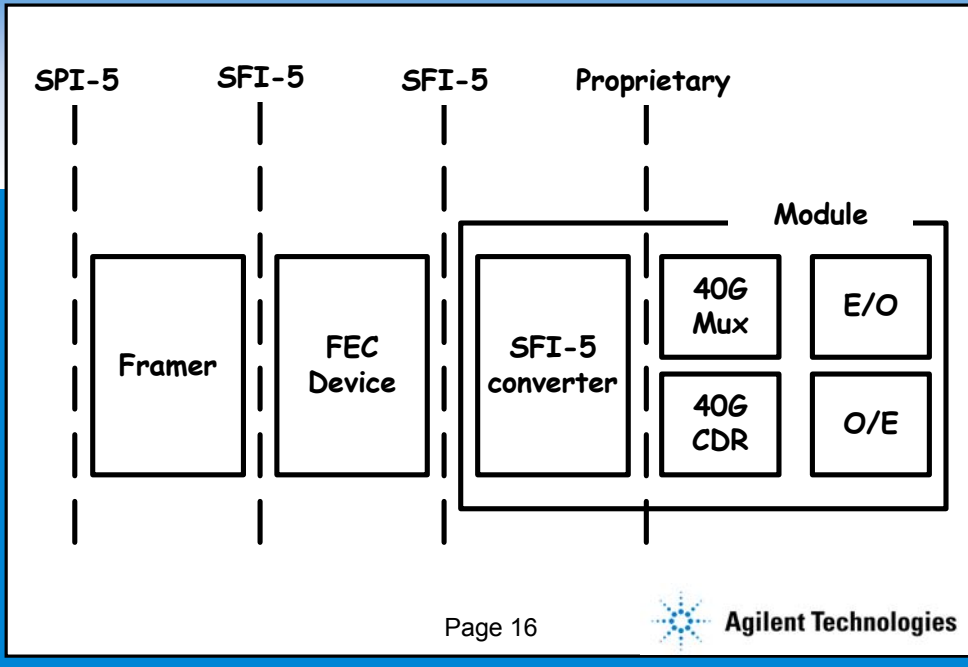 SPI-5 SFI-5 SFI-5 Proprietary
Module
Framer
FEC
Device
SFI-5
converter
40G
Mux
E/O
40G
CDR
O/E
Page 16
Agilent Technologies